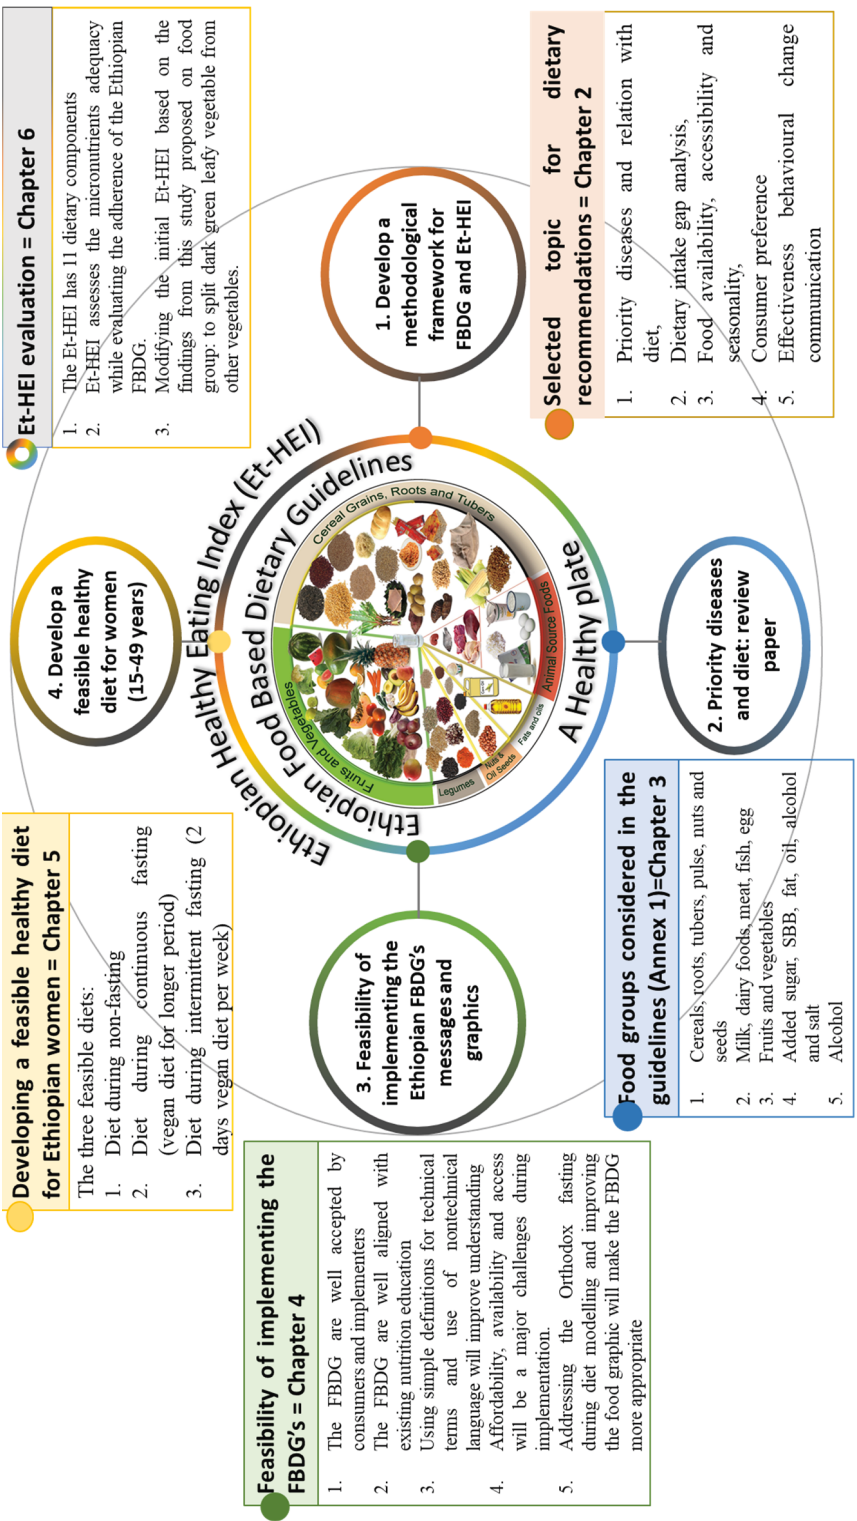 Feasibility of implementing the
FBDG’s = Chapter 4
1. The FBDG are well accepted by
consumers and implementers
2. The FBDG are well aligned with
existing nutrition education
3. Using simple definitions for technical
terms and use of nontechnical
language will improve understanding
4. Affordability, availability and access
will be a major challenges during
implementation.
5. Addressing the Orthodox fasting
during diet modelling and improving
the food graphic will make the FBDG
more appropriate
Developing a feasible healthy diet
for Ethiopian women = Chapter 5
The three feasible diets:
1. Diet during non-fasting
2. Diet during continuous fasting
(vegan diet for longer period)
3. Diet during intermittent fasting (2
days vegan diet per week)
4. Develop a
feasible healthy
diet for women
(15-49 years)
Et-HEI evaluation = Chapter 6
1. The Et-HEI has 11 dietary components
2. Et-HEI assesses the micronutrients adequacy
while evaluating the adherence of the Ethiopian
FBDG.
3. Modifying the initial Et-HEI based on the
findings from this study proposed on food
group: to split dark green leafy vegetable from
other vegetables.
3. Feasibility of
implementing the
Ethiopian FBDG’s
messages and
graphics
Ethiopian Healthy Eating Index (Et-HEI)
Ethiopian Food Based Dietary Guidelines
Fruits and Vegetables
Cereal Grains, Roots and Tubers
Legumes
Nuts &
Oil Seeds
Fats and oils
Animal Source Foods
A Healthy plate
1. Develop a
methodological
framework for
FBDG and Et-HEI
Food groups considered in the
guidelines (Annex 1)=Chapter 3
1. Cereals, roots, tubers, pulse, nuts and
seeds
2. Milk, dairy foods, meat, fish, egg
3. Fruits and vegetables
4. Added sugar, SBB, fat, oil, alcohol
and salt
5. Alcohol
2. Priority diseases
and diet: review
paper
Selected topic for dietary
recommendations = Chapter 2
1. Priority diseases and relation with
diet,
2. Dietary intake gap analysis,
3. Food availability, accessibility and
seasonality,
4. Consumer preference
5. Effectiveness behavioural change
communication